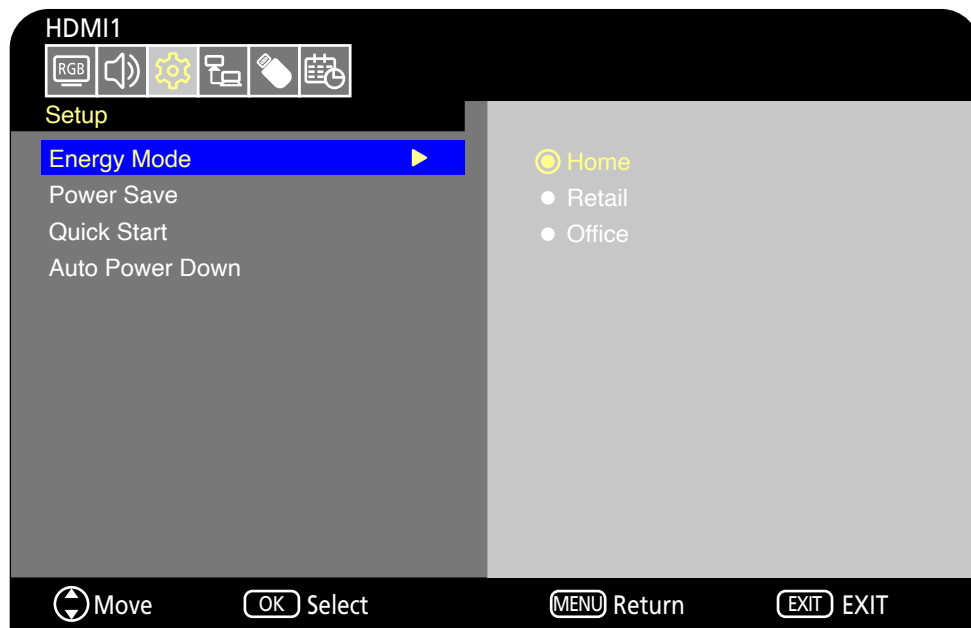 HDMI1
RGB
Setup
Energy Mode
Power Save
Quick Start
Auto Power Down
Home
Retail
Office
Move
OK Select
MENU Return
EXIT EXIT